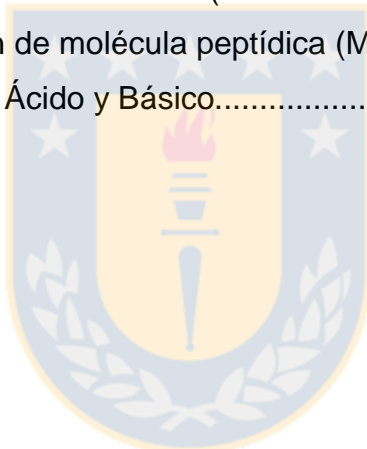 (
n de molécula peptídica (M
Ácido y Básico..................